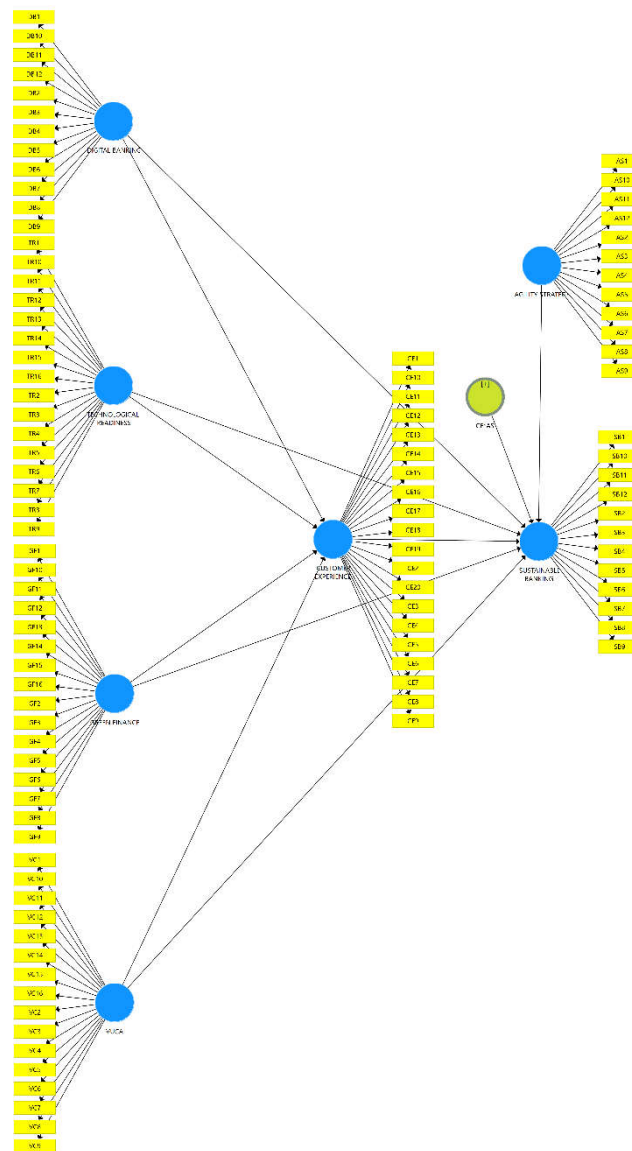 DB1
DB10
DB11
DB12
DB2
DB3
DB4
DB5
DB6
DB7
DB8
DB9
DIGITAL BANKING
TR1
TR10
TR11
TR12
TR13
TR14
TR15
TR16
TR2
TR3
TR4
TR5
TR6
TR7
TR8
TR9
TECHNOLOGICAL
READINESS
GF1
GF10
GF11
GF12
GF13
GF14
GF15
GF16
GF2
GF3
GF4
GF5
GF6
GF7
GF8
GF9
GREEN FINANCE
VC1
VC10
VC11
VC12
VC13
VC14
VC15
VC16
VC2
VC3
VC4
VC5
VC6
VC7
VC8
VC9
VUCA
CE1
CE10
CE11
CE12
CE13
CE14
CE15
CE16
CE17
CE18
CE19
CE2
CE20
CE3
CE4
CE5
CE6
CE7
CE8
CE9
CUSTOMER
EXPERIENCE
AS1
AS10
AS11
AS12
AS2
AS3
AS4
AS5
AS6
AS7
AS8
AS9
AGILITY
CE*AS
SB1
SB10
SB11
SB12
SB2
SB3
SB4
SB5
SB6
SB7
SB8
SB9
SUSTAINABLE
BANKING